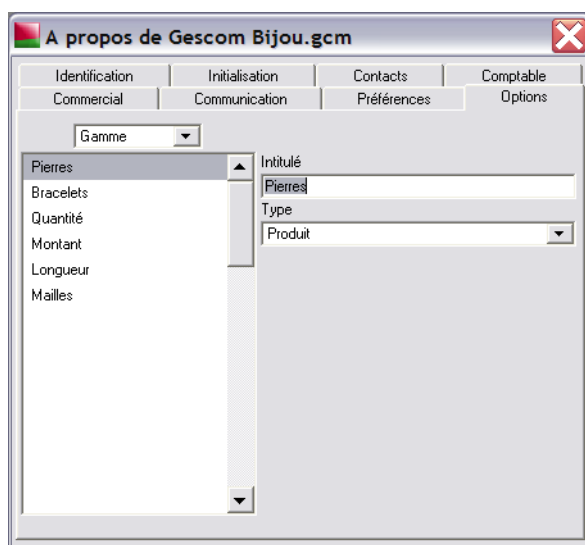 A propos de Gescom Bijou.gcm
Identification Initialisation Contacts Comptable
Commercial Communication Préférences Options
Gamme
Pierres
Bracelets
Quantité
Montant
Longueur
Mailles
Intitulé
Pierres
Type
Produit